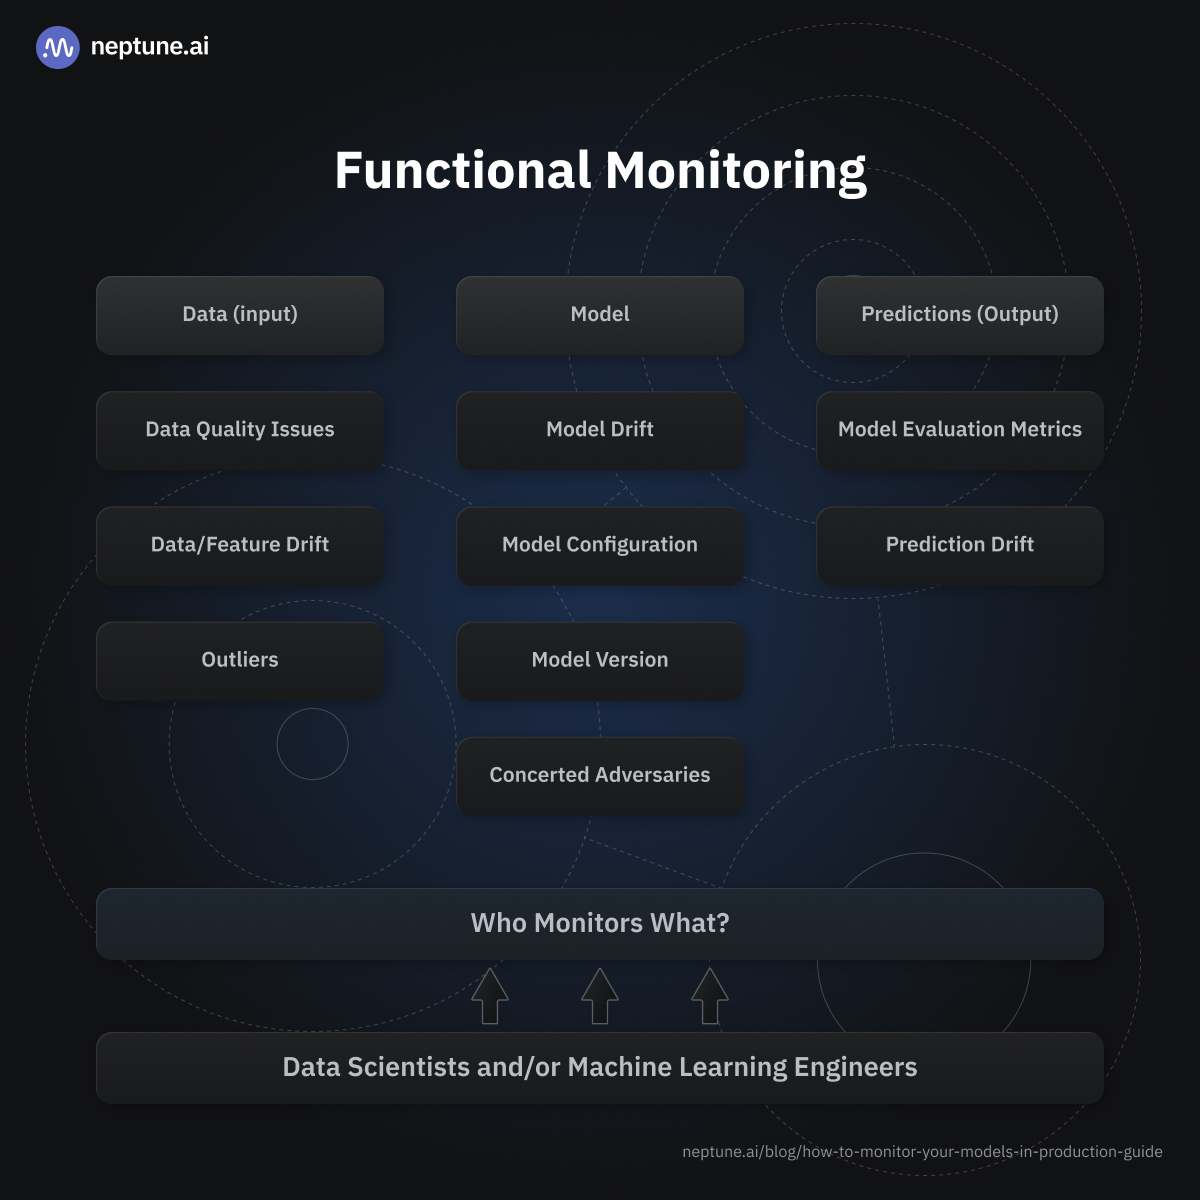 neptune.ai
Functional Monitoring
Data (input)
Model
Predictions (Output)
Data Quality Issues
Model Drift
Model Evaluation Metrics
Data/Feature Drift
Model Configuration
Prediction Drift
Outliers
Model Version
Concerted Adversaries
Who Monitors What?
Data Scientists and/or Machine Learning Engineers
neptune.ai/blog/how-to-monitor-your-models-in-production-guide